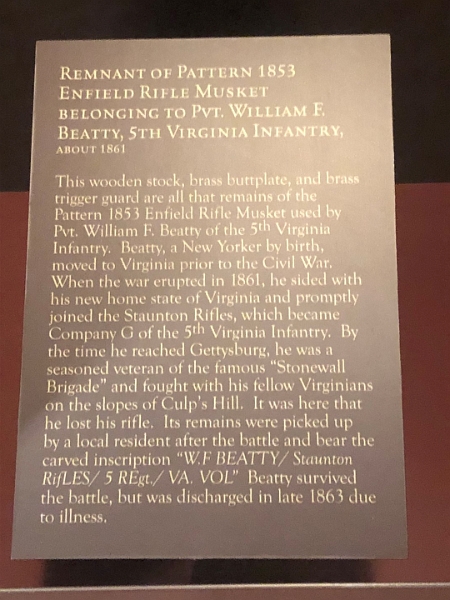 REMNANT OF PATTERN 1853
ENFIELD RIFLE MUSKET
BELONGING TO PVT. WILLIAM F.
BEATTY, 5TH VIRGINIA INFANTRY,
ABOUT 1861
This wooden stock, brass buttplate, and brass
trigger guard are all that remains of the
Pattern 1853 Enfield Rifle Musket used by
Pvt. William F. Beatty of the 5th Virginia
Infantry. Beatty, a New Yorker by birth,
moved to Virginia prior to the Civil War.
When the war erupted in 1861, he sided with
his new home state of Virginia and promptly
joined the Staunton Rifles, which became
Company G of the 5th Virginia Infantry. By
the time he reached Gettysburg, he was a
seasoned veteran of the famous "Stonewall
Brigade" and fought with his fellow Virginians
on the slopes of Culp's Hill. It was here that
he lost his rifle. Its remains were picked up
by a local resident after the battle and bear the
carved inscription "W.F BEATTY/ Staunton
RifLES/ 5 REgt./ VA. VOL" Beatty survived
the battle, but was discharged in late 1863 due
to illness.